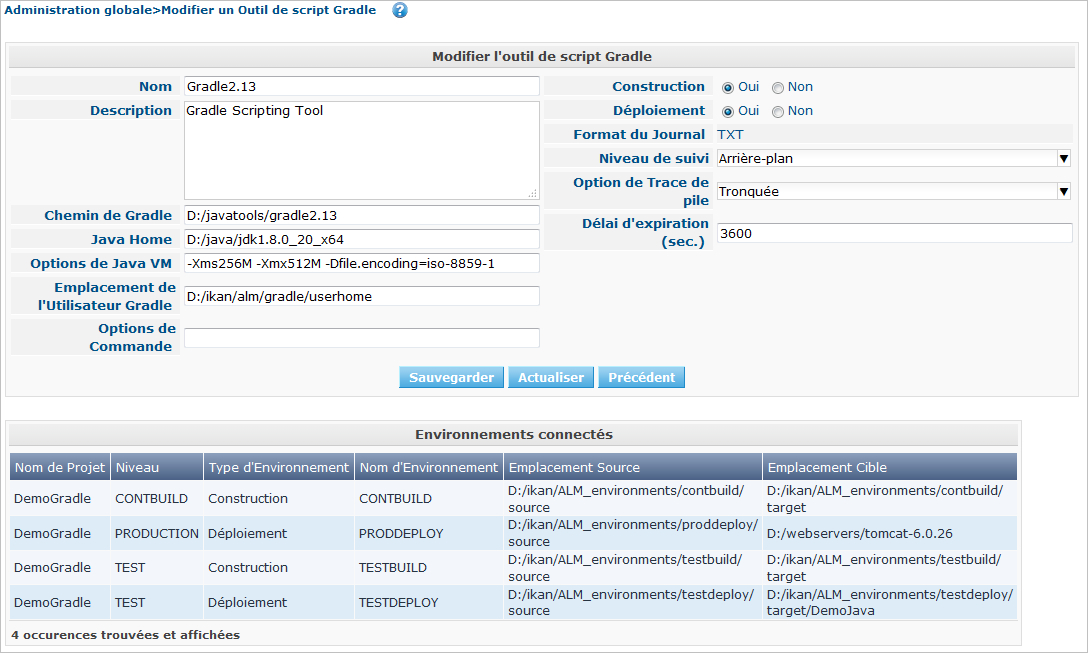 Administration globale>Modifier un Outil de script Gradle ?
Modifier l'outil de script Gradle
Nom Gradle2.13
Description Gradle Scripting Tool
Chemin de Gradle D:/javatools/gradle2.13
Java Home D:/java/jdk1.8.0_20_x64
Options de Java VM -Xms256M -Xmx512M -Dfile.encoding=iso-8859-1
Emplacement de
l'Utilisateur Gradle D:/ikan/alm/gradle/userhome
Options de
Commande
Construction Oui Non
Déploiement Oui Non
Format du Journal TXT
Niveau de suivi Arrière-plan
Option de Trace de
pile Tronquée
Délai d'expiration
(sec.) 3600
Sauvegarder Actualiser Précédent
Environnements connectés
Nom de Projet Niveau Type d'Environnement Nom d'Environnement Emplacement Source Emplacement Cible
DemoGradle CONTBUILD Construction CONTBUILD D:/ikan/ALM_environments/contbuild/ D:/ikan/ALM_environments/contbuild/
source target
DemoGradle PRODUCTION Déploiement PRODDEPLOY D:/ikan/ALM_environments/proddeploy/ D:/webservers/tomcat-6.0.26
source
DemoGradle TEST Construction TESTBUILD D:/ikan/ALM_environments/testbuild/ D:/ikan/ALM_environments/testbuild/
source target
DemoGradle TEST Déploiement TESTDEPLOY D:/ikan/ALM_environments/testdeploy/ D:/ikan/ALM_environments/testdeploy/
source target/DemoJava
4 occurences trouvées et affichées